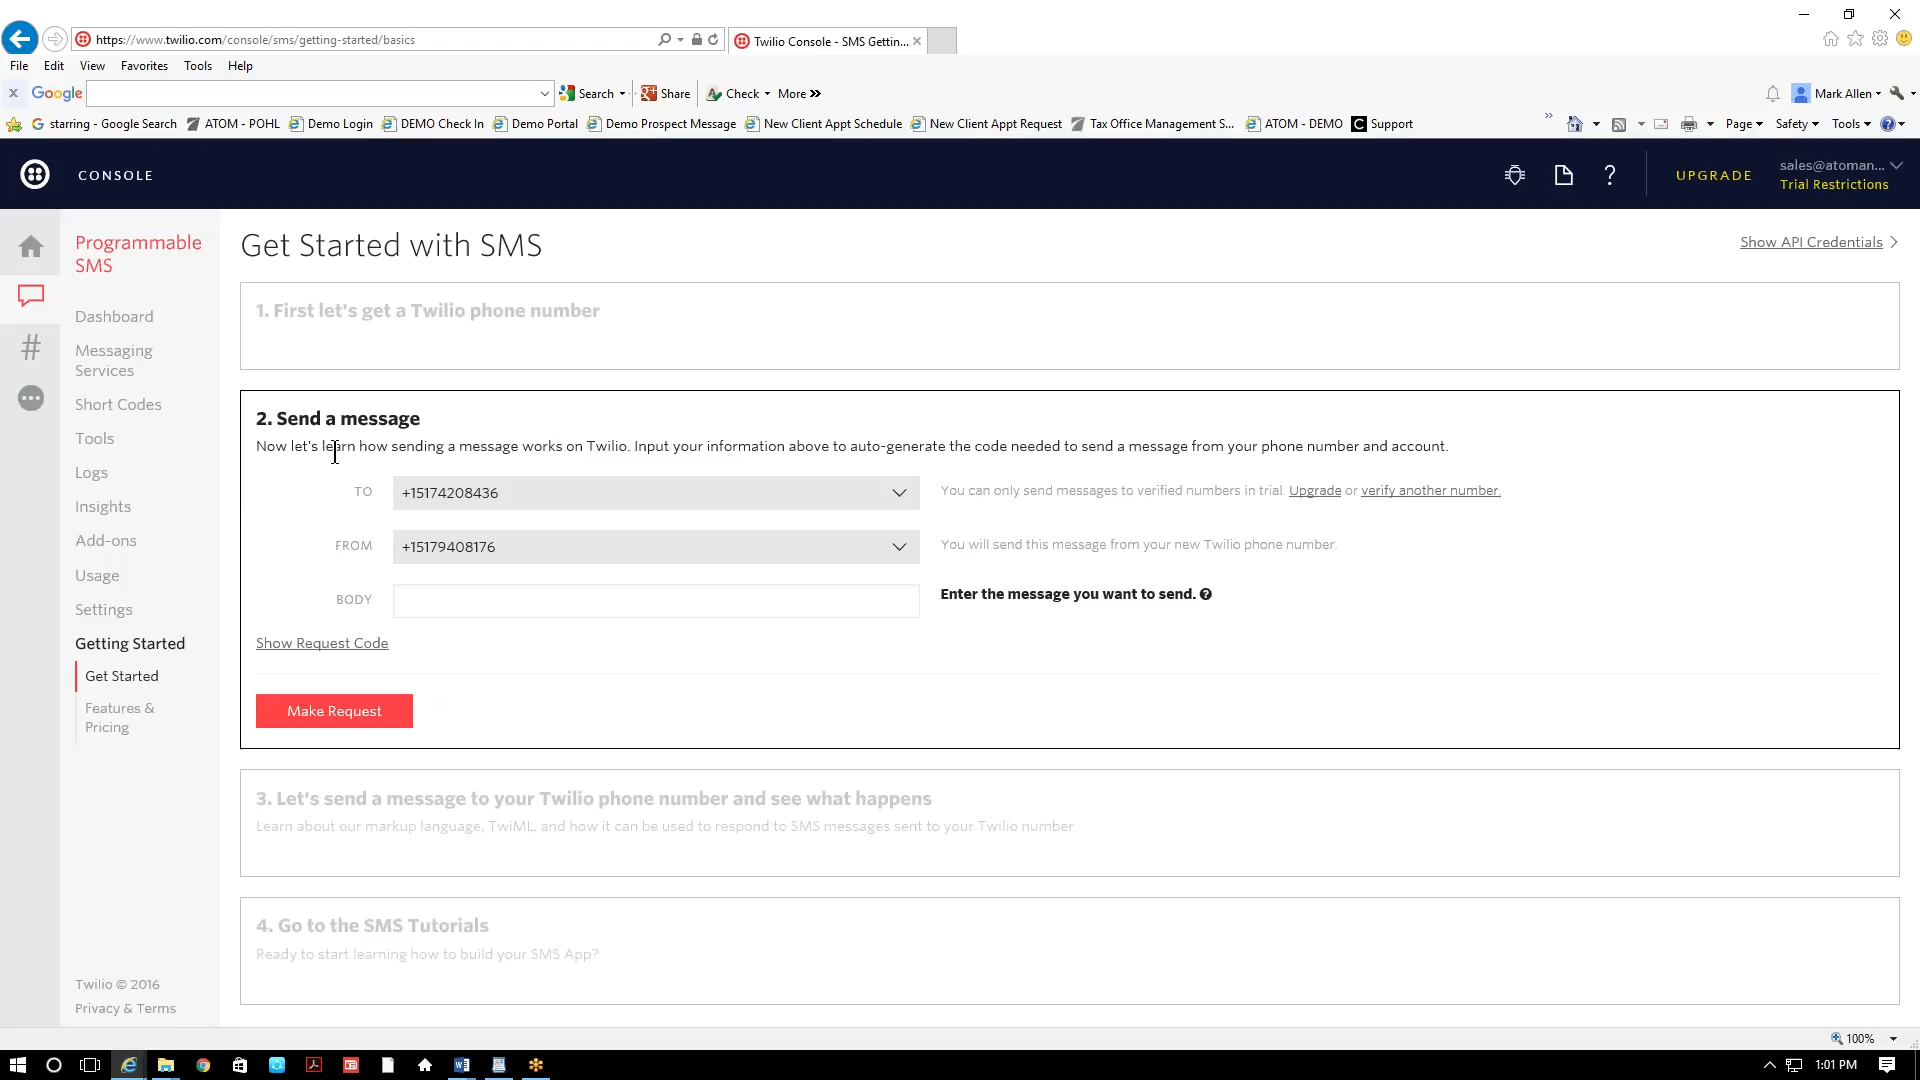 https://www.twilio.com/console/sms/getting-started/basics
Twilio Console - SMS Gettin...
File Edit View Favorites Tools Help
Google Search Share Check More Mark Allen
starring - Google Search ATOM - POHL Demo Login DEMO Check In Demo Portal Demo Prospect Message New Client Appt Schedule New Client Appt Request Tax Office Management S... ATOM - DEMO Support Page Safety Tools
CONSOLE
UPGRADE
sales@atoman...
Trial Restrictions
Programmable
SMS
Dashboard
Messaging
Services
Short Codes
Tools
Logs
Insights
Add-ons
Usage
Settings
Getting Started
Get Started
Features &
Pricing
Twilio © 2016
Privacy & Terms
Get Started with SMS
Show API Credentials
1. First let's get a Twilio phone number
2. Send a message
Now let's learn how sending a message works on Twilio. Input your information above to auto-generate the code needed to send a message from your phone number and account.
TO +15174208436 You can only send messages to verified numbers in trial. Upgrade or verify another number.
FROM +15179408176 You will send this message from your new Twilio phone number.
BODY Enter the message you want to send. ?
Show Request Code
Make Request
3. Let's send a message to your Twilio phone number and see what happens
Learn about our markup language, TwiML, and how it can be used to respond to SMS messages sent to your Twilio number.
4. Go to the SMS Tutorials
Ready to start learning how to build your SMS App?
100%
1:01 PM